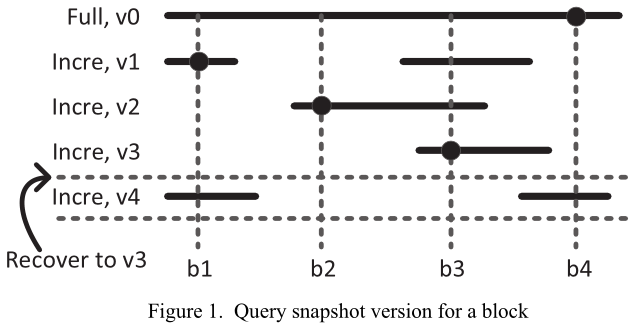 Full, v0
Incre, v1
Incre, v2
Incre, v3
Incre, v4
Recover to v3
b1 b2 b3 b4
Figure 1. Query snapshot version for a block